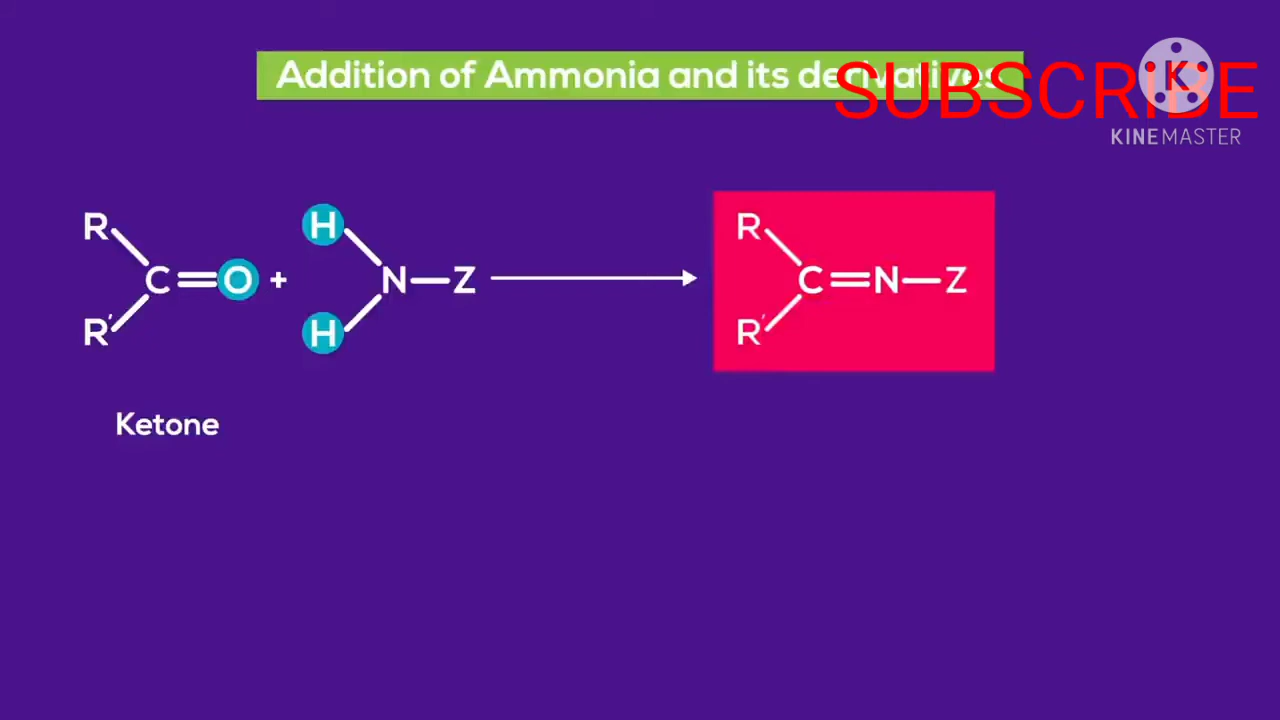 Addition of Ammonia and its derivatives
SUBSCRIBE
K
KINEMASTER
R
H
C=O + N—Z
R'
H
R
C=N—Z
R'
Ketone